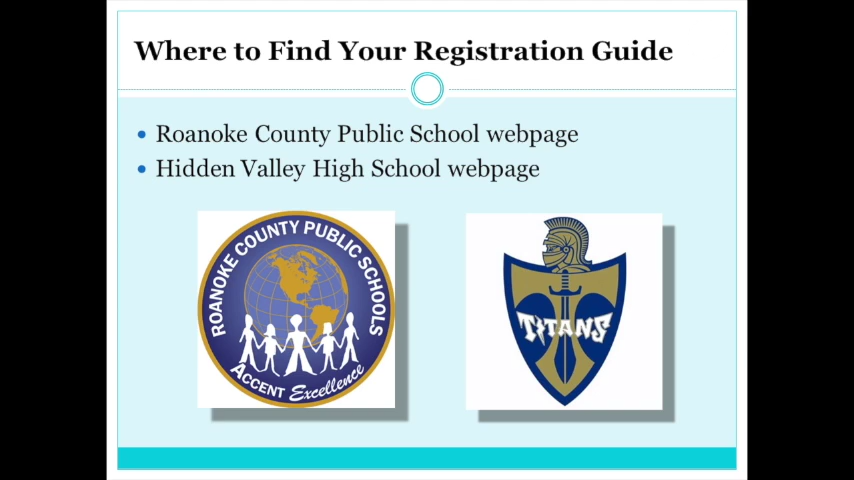 Where to Find Your Registration Guide
Roanoke County Public School webpage
Hidden Valley High School webpage
ROANOKE COUNTY PUBLIC SCHOOLS
ACCENT Excellence
TITANS